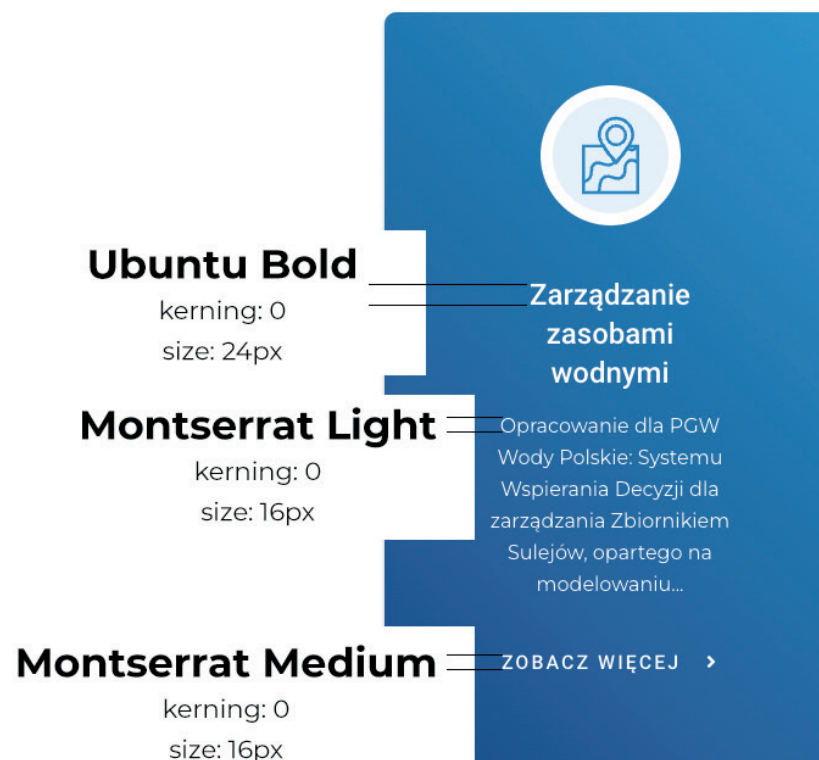 Ubuntu Bold
kerning: 0
size: 24px
Zarządzanie
zasobami
wodnymi
Montserrat Light
kerning: 0
size: 16px
Opracowanie dla PGW
Wody Polskie: Systemu
Wspierania Decyzji dla
zarządzania Zbiornikiem
Sulejów, opartego na
modelowaniu...
Montserrat Medium
kerning: 0
size: 16px
ZOBACZ WIĘCEJ >